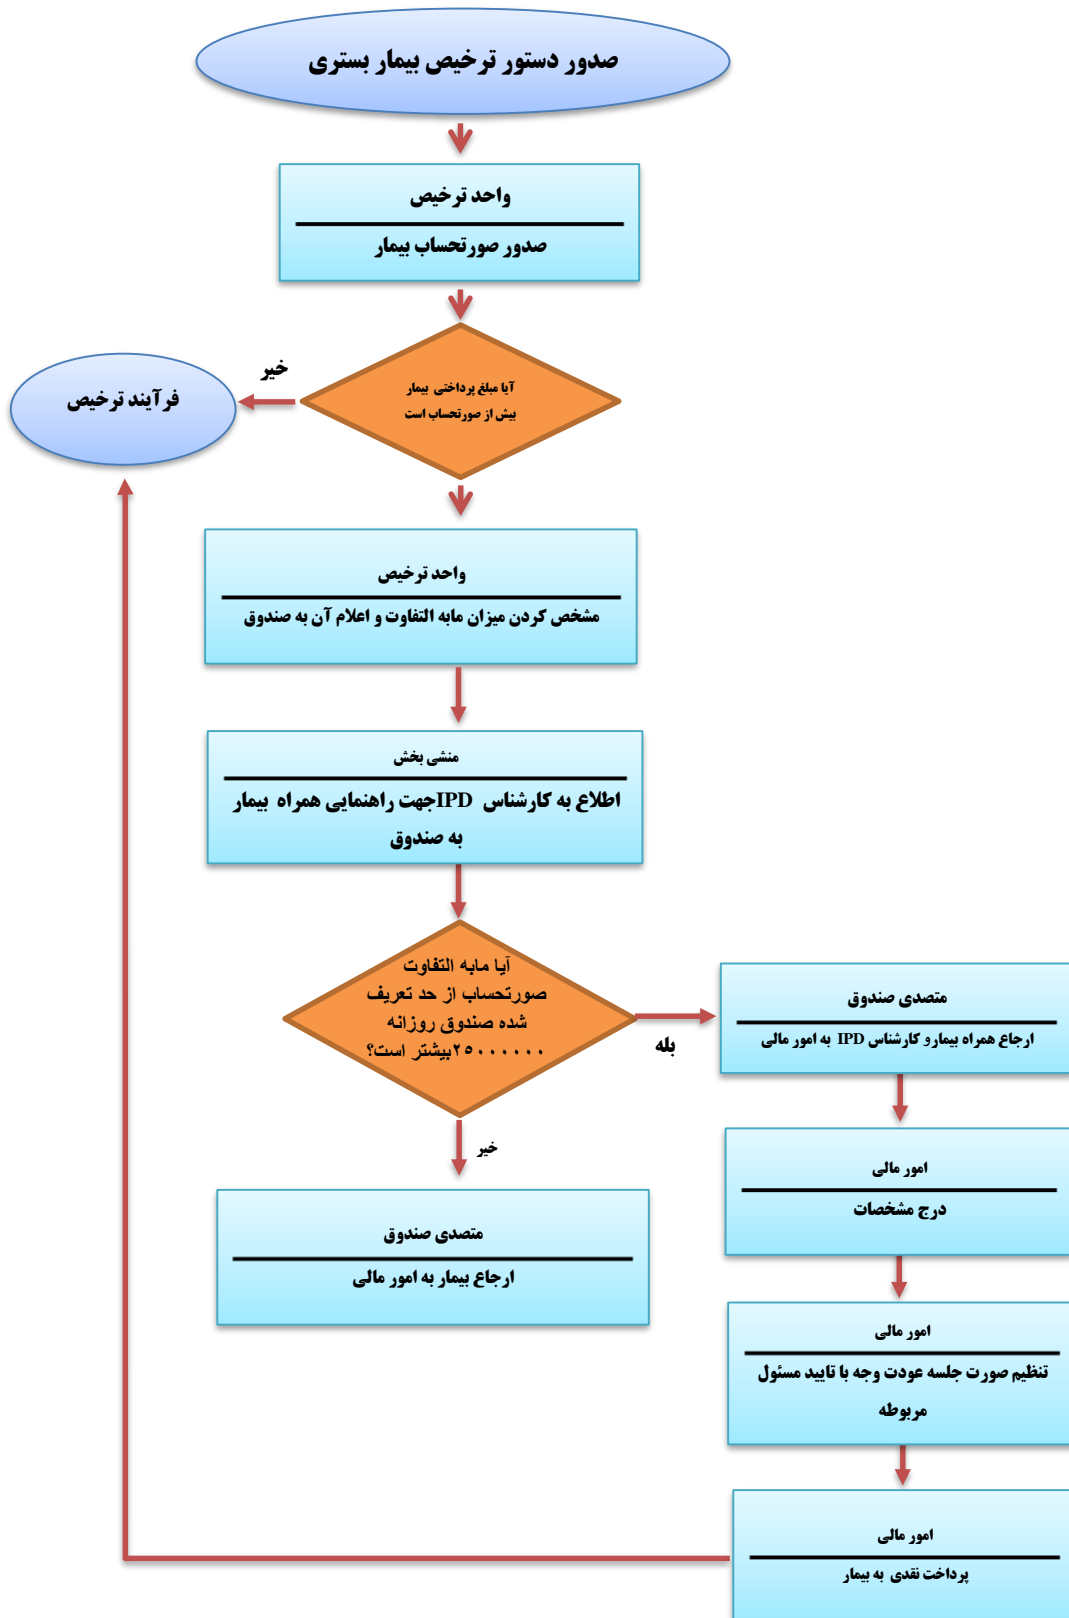 صدور دستور ترخیص بیمار بستری
واحد ترخیص
صدور صورتحساب بیمار
آیا مبلغ پرداختی بیمار
بیش از صورتحساب است
خیر
فرآیند ترخیص
واحد ترخیص
مشخص کردن میزان مابه التفاوت و اعلام آن به صندوق
منشی بخش
اطلاع به کارشناس IPDجهت راهنمایی همراه بیمار
به صندوق
آیا مابه التفاوت
صورتحساب از حد تعریف
شده صندوق روزانه
۲۵۰۰۰۰۰۰بیشتر است؟
بله
متصدی صندوق
ارجاع همراه بیمارو کارشناس IPD به امور مالی
خیر
متصدی صندوق
ارجاع بیمار به امور مالی
امور مالی
درج مشخصات
امور مالی
تنظیم صورت جلسه عودت وجه با تایید مسئول
مربوطه
امور مالی
پرداخت نقدی به بیمار